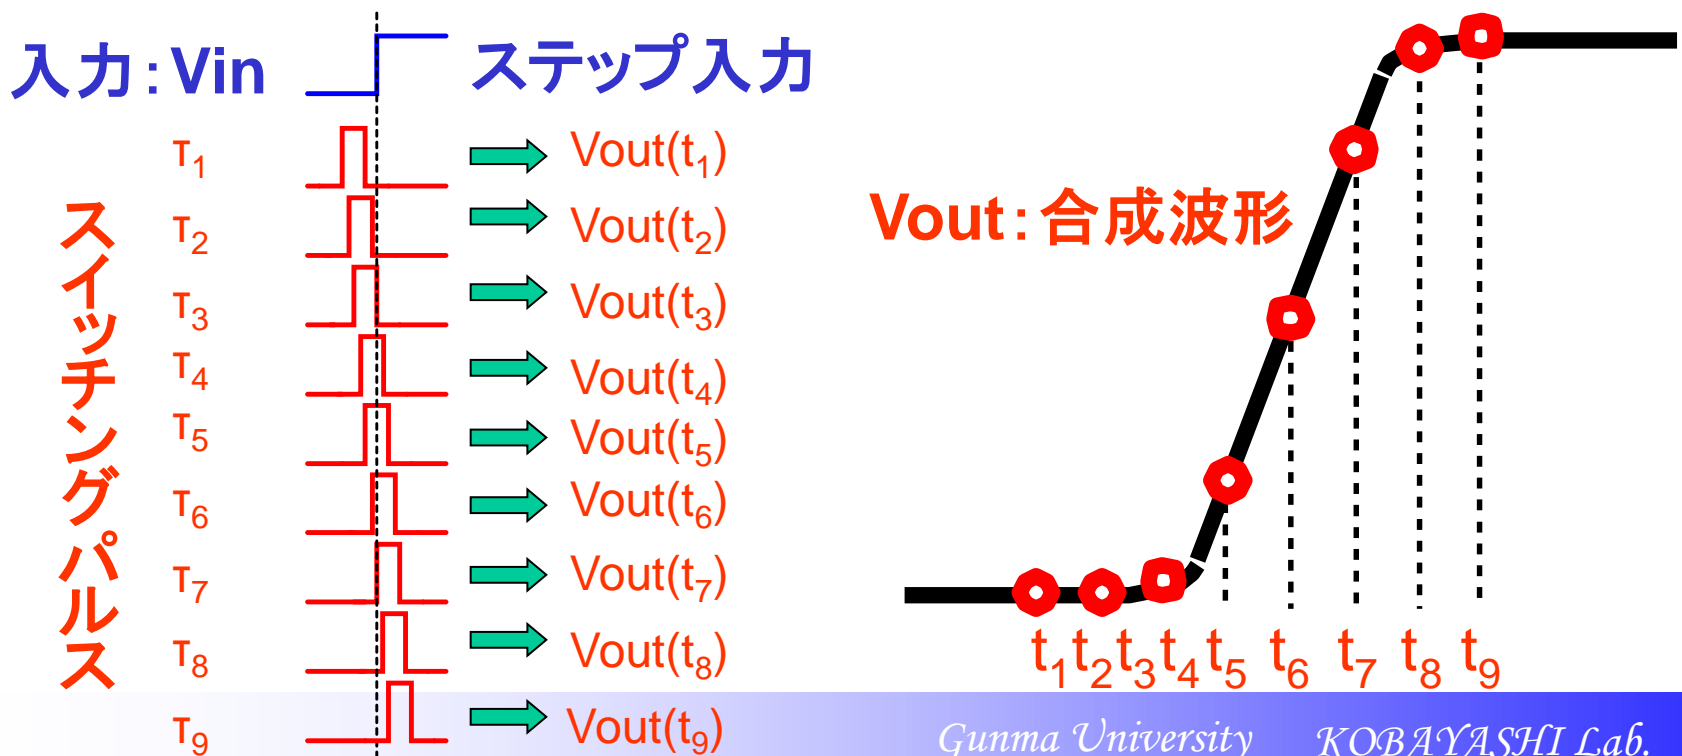 入力:Vin
ステップ入力
スイッチングパルス
τ1
Vout(t1)
τ2
Vout(t2)
τ3
Vout(t3)
τ4
Vout(t4)
τ5
Vout(t5)
τ6
Vout(t6)
τ7
Vout(t7)
τ8
Vout(t8)
τ9
Vout(t9)
Vout:合成波形
t1 t2 t3 t4 t5 t6 t7 t8 t9
Gunma University KOBAYASHI Lab.